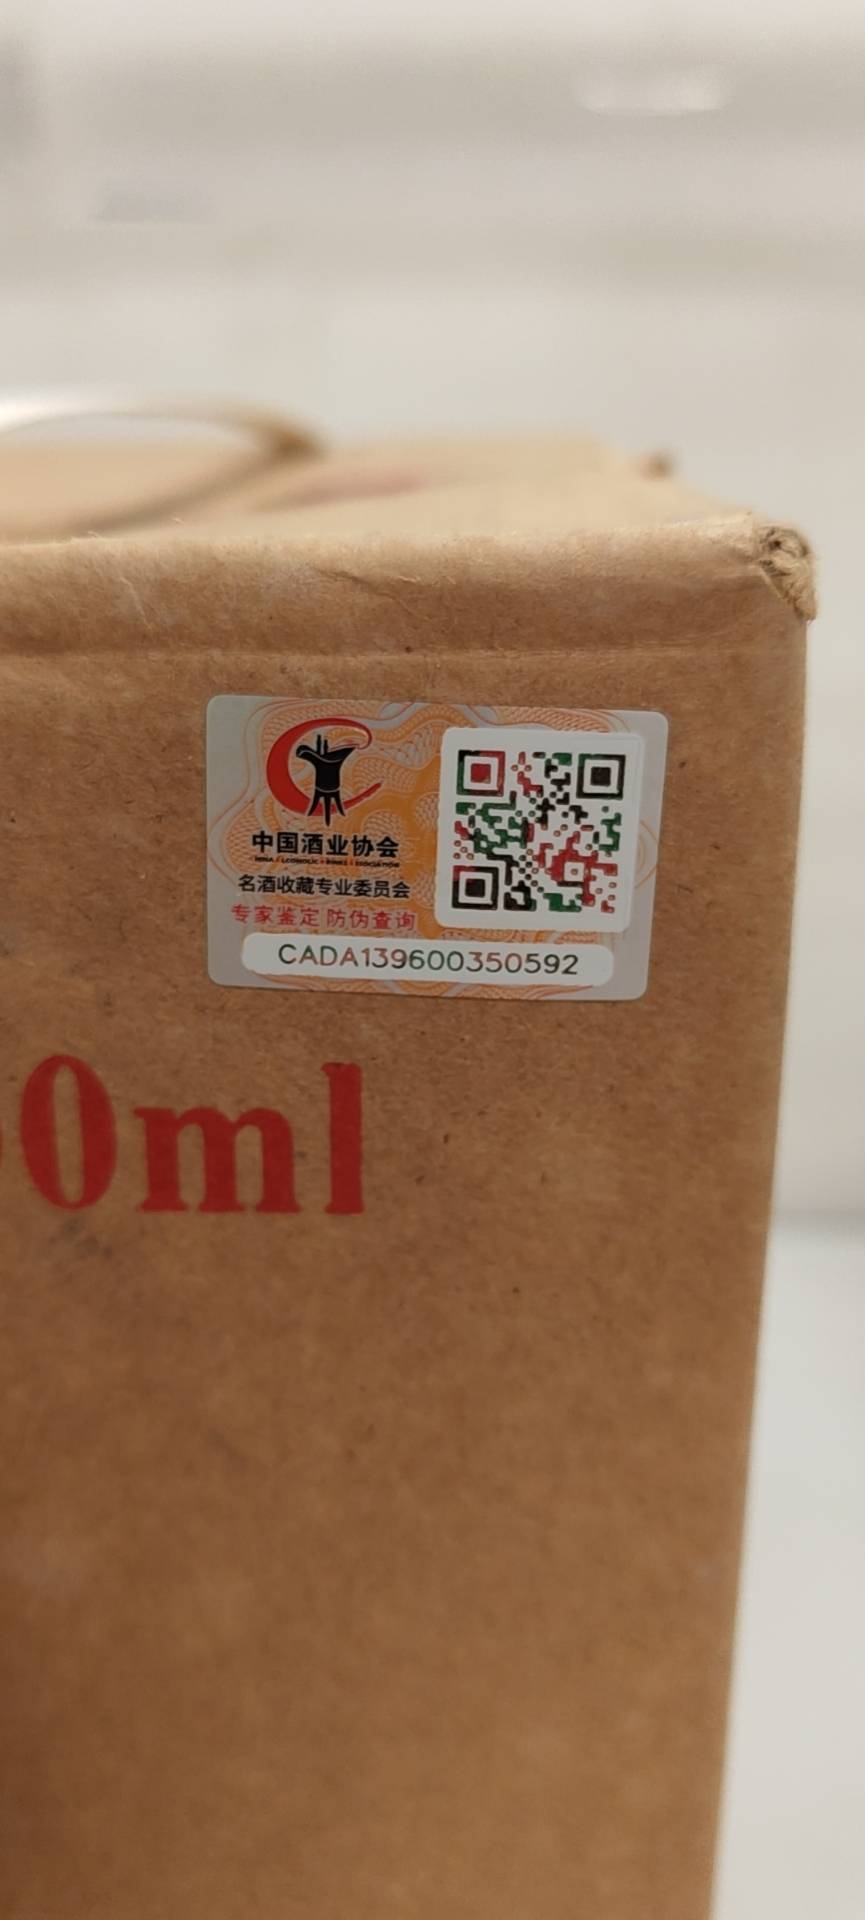 中国酒业协会
名酒收藏专业委员会
专家鉴定 防伪查询
CADA139600350592
0ml